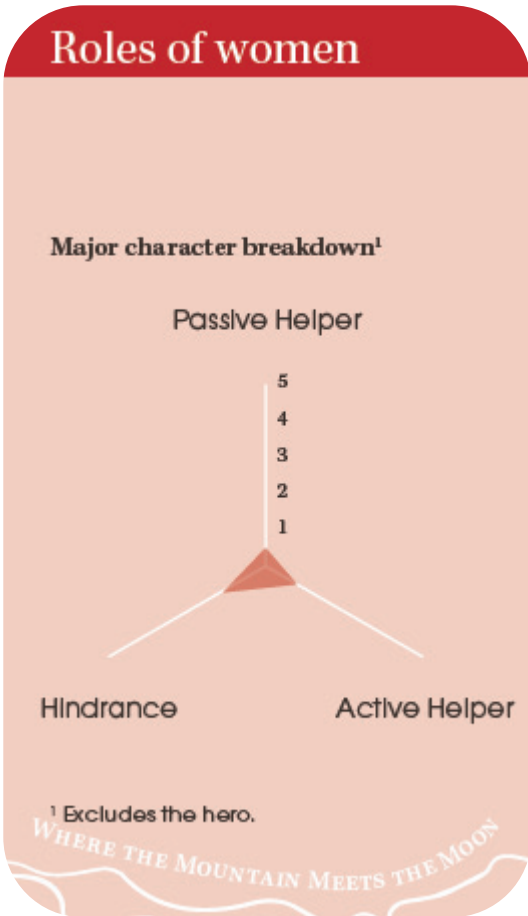 Roles of women
Major character breakdown¹
Passive Helper
5
4
3
2
1
Hindrance
Active Helper
¹ Excludes the hero.
WHERE THE MOUNTAIN MEETS THE MOON